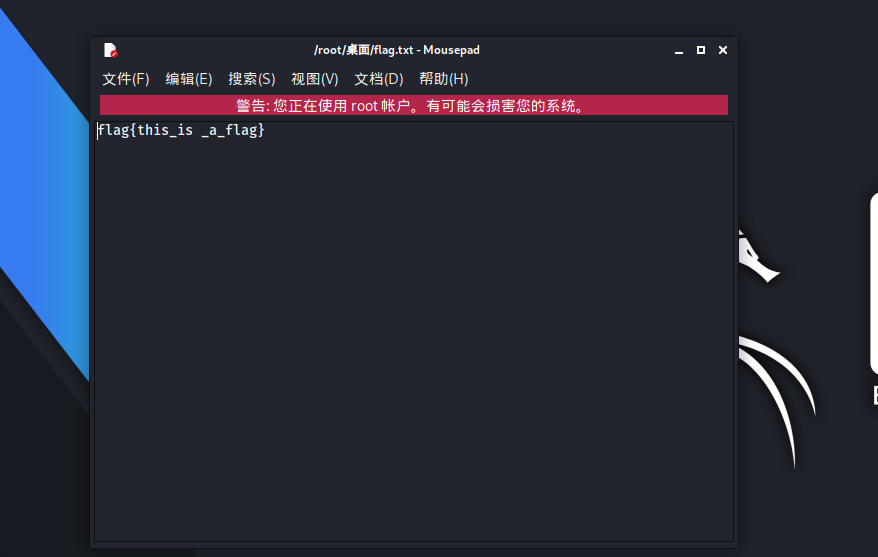 /root/桌面/flag.txt - Mousepad
文件(F) 编辑(E) 搜索(S) 视图(V) 文档(D) 帮助(H)
警告: 您正在使用 root 帐户。有可能会损害您的系统。
flag{this_is _a_flag}